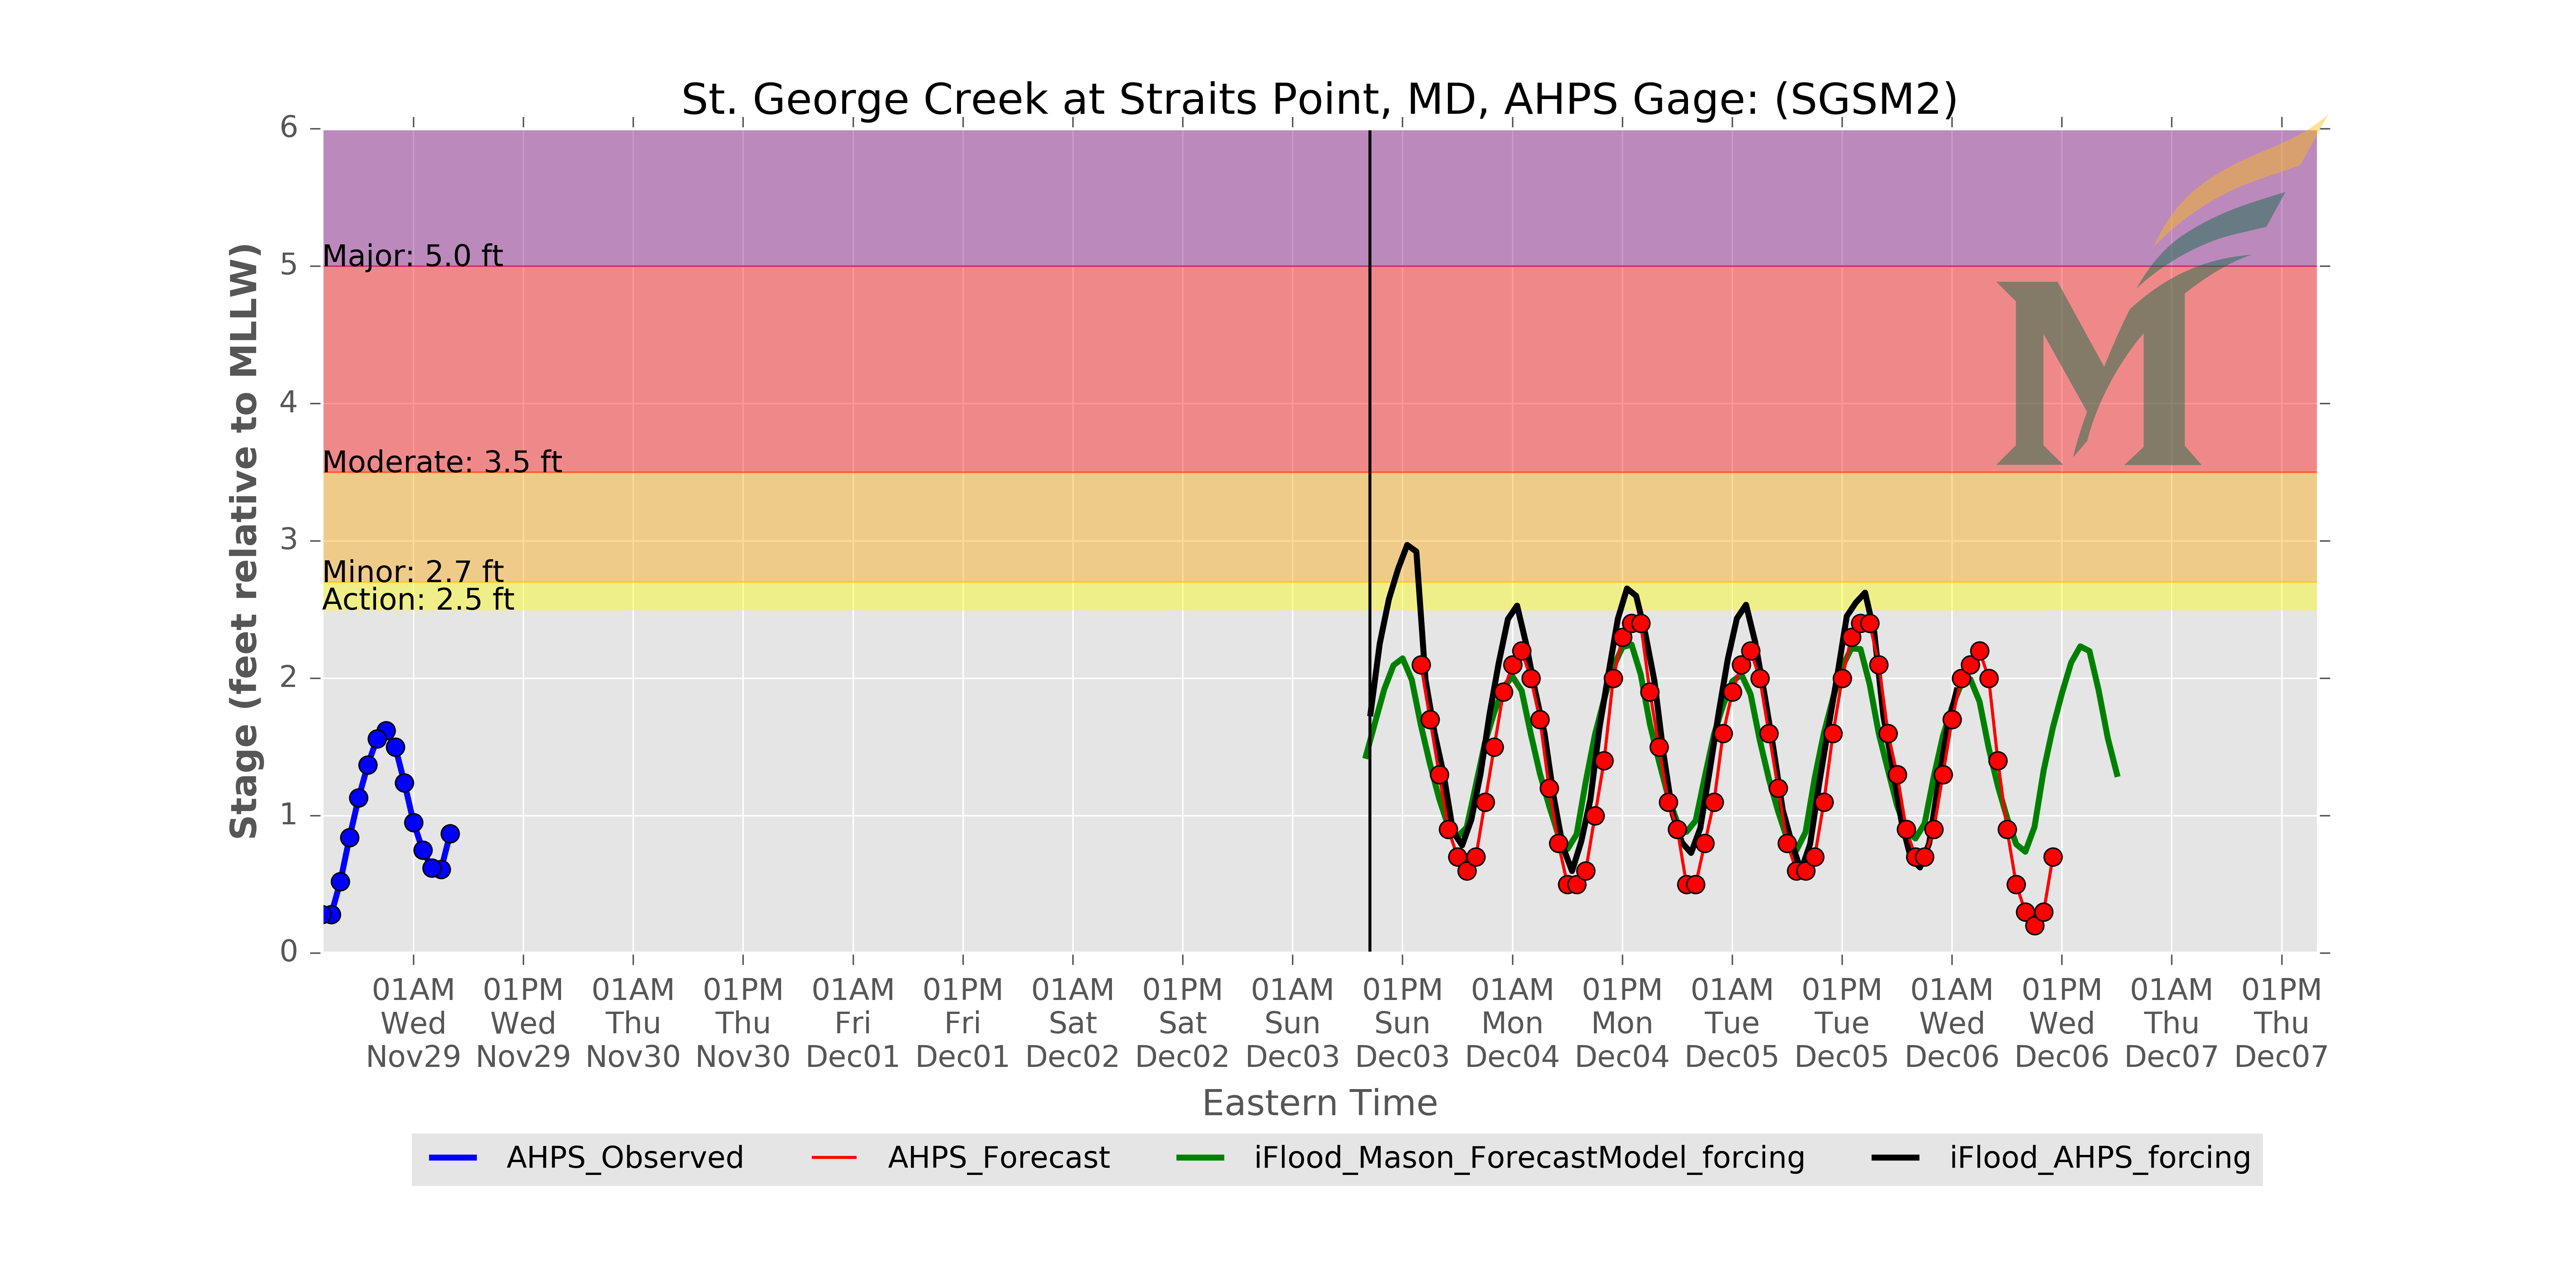 St. George Creek at Straits Point, MD, AHPS Gage: (SGSM2)
Stage (feet relative to MLLW)
6
5
4
3
2
1
0
Major: 5.0 ft
Moderate: 3.5 ft
Minor: 2.7 ft
Action: 2.5 ft
M
01AM 01PM 01AM 01PM 01AM 01PM 01AM 01PM 01AM 01PM 01AM 01PM 01AM 01PM 01AM 01PM 01AM 01PM
Wed Wed Thu Thu Fri Fri Sat Sat Sun Sun Mon Mon Tue Tue Wed Wed Thu Thu
Nov29 Nov29 Nov30 Nov30 Dec01 Dec01 Dec02 Dec02 Dec03 Dec03 Dec04 Dec04 Dec05 Dec05 Dec06 Dec06 Dec07 Dec07
Eastern Time
AHPS_Observed AHPS_Forecast iFlood_Mason_ForecastModel_forcing iFlood_AHPS_forcing